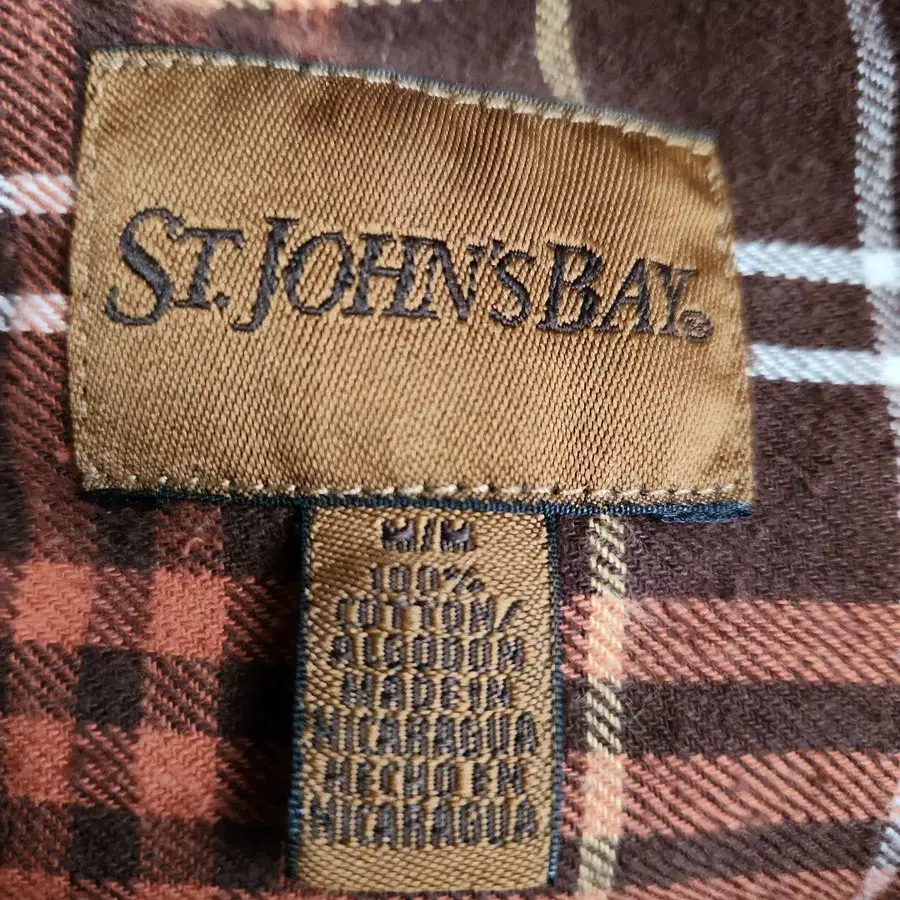 ST. JOHN'S BAY®
M/M
100%
COTTON/
ALGODON
MADE IN
NICARAGUA
HECHO EN
NICARAGUA